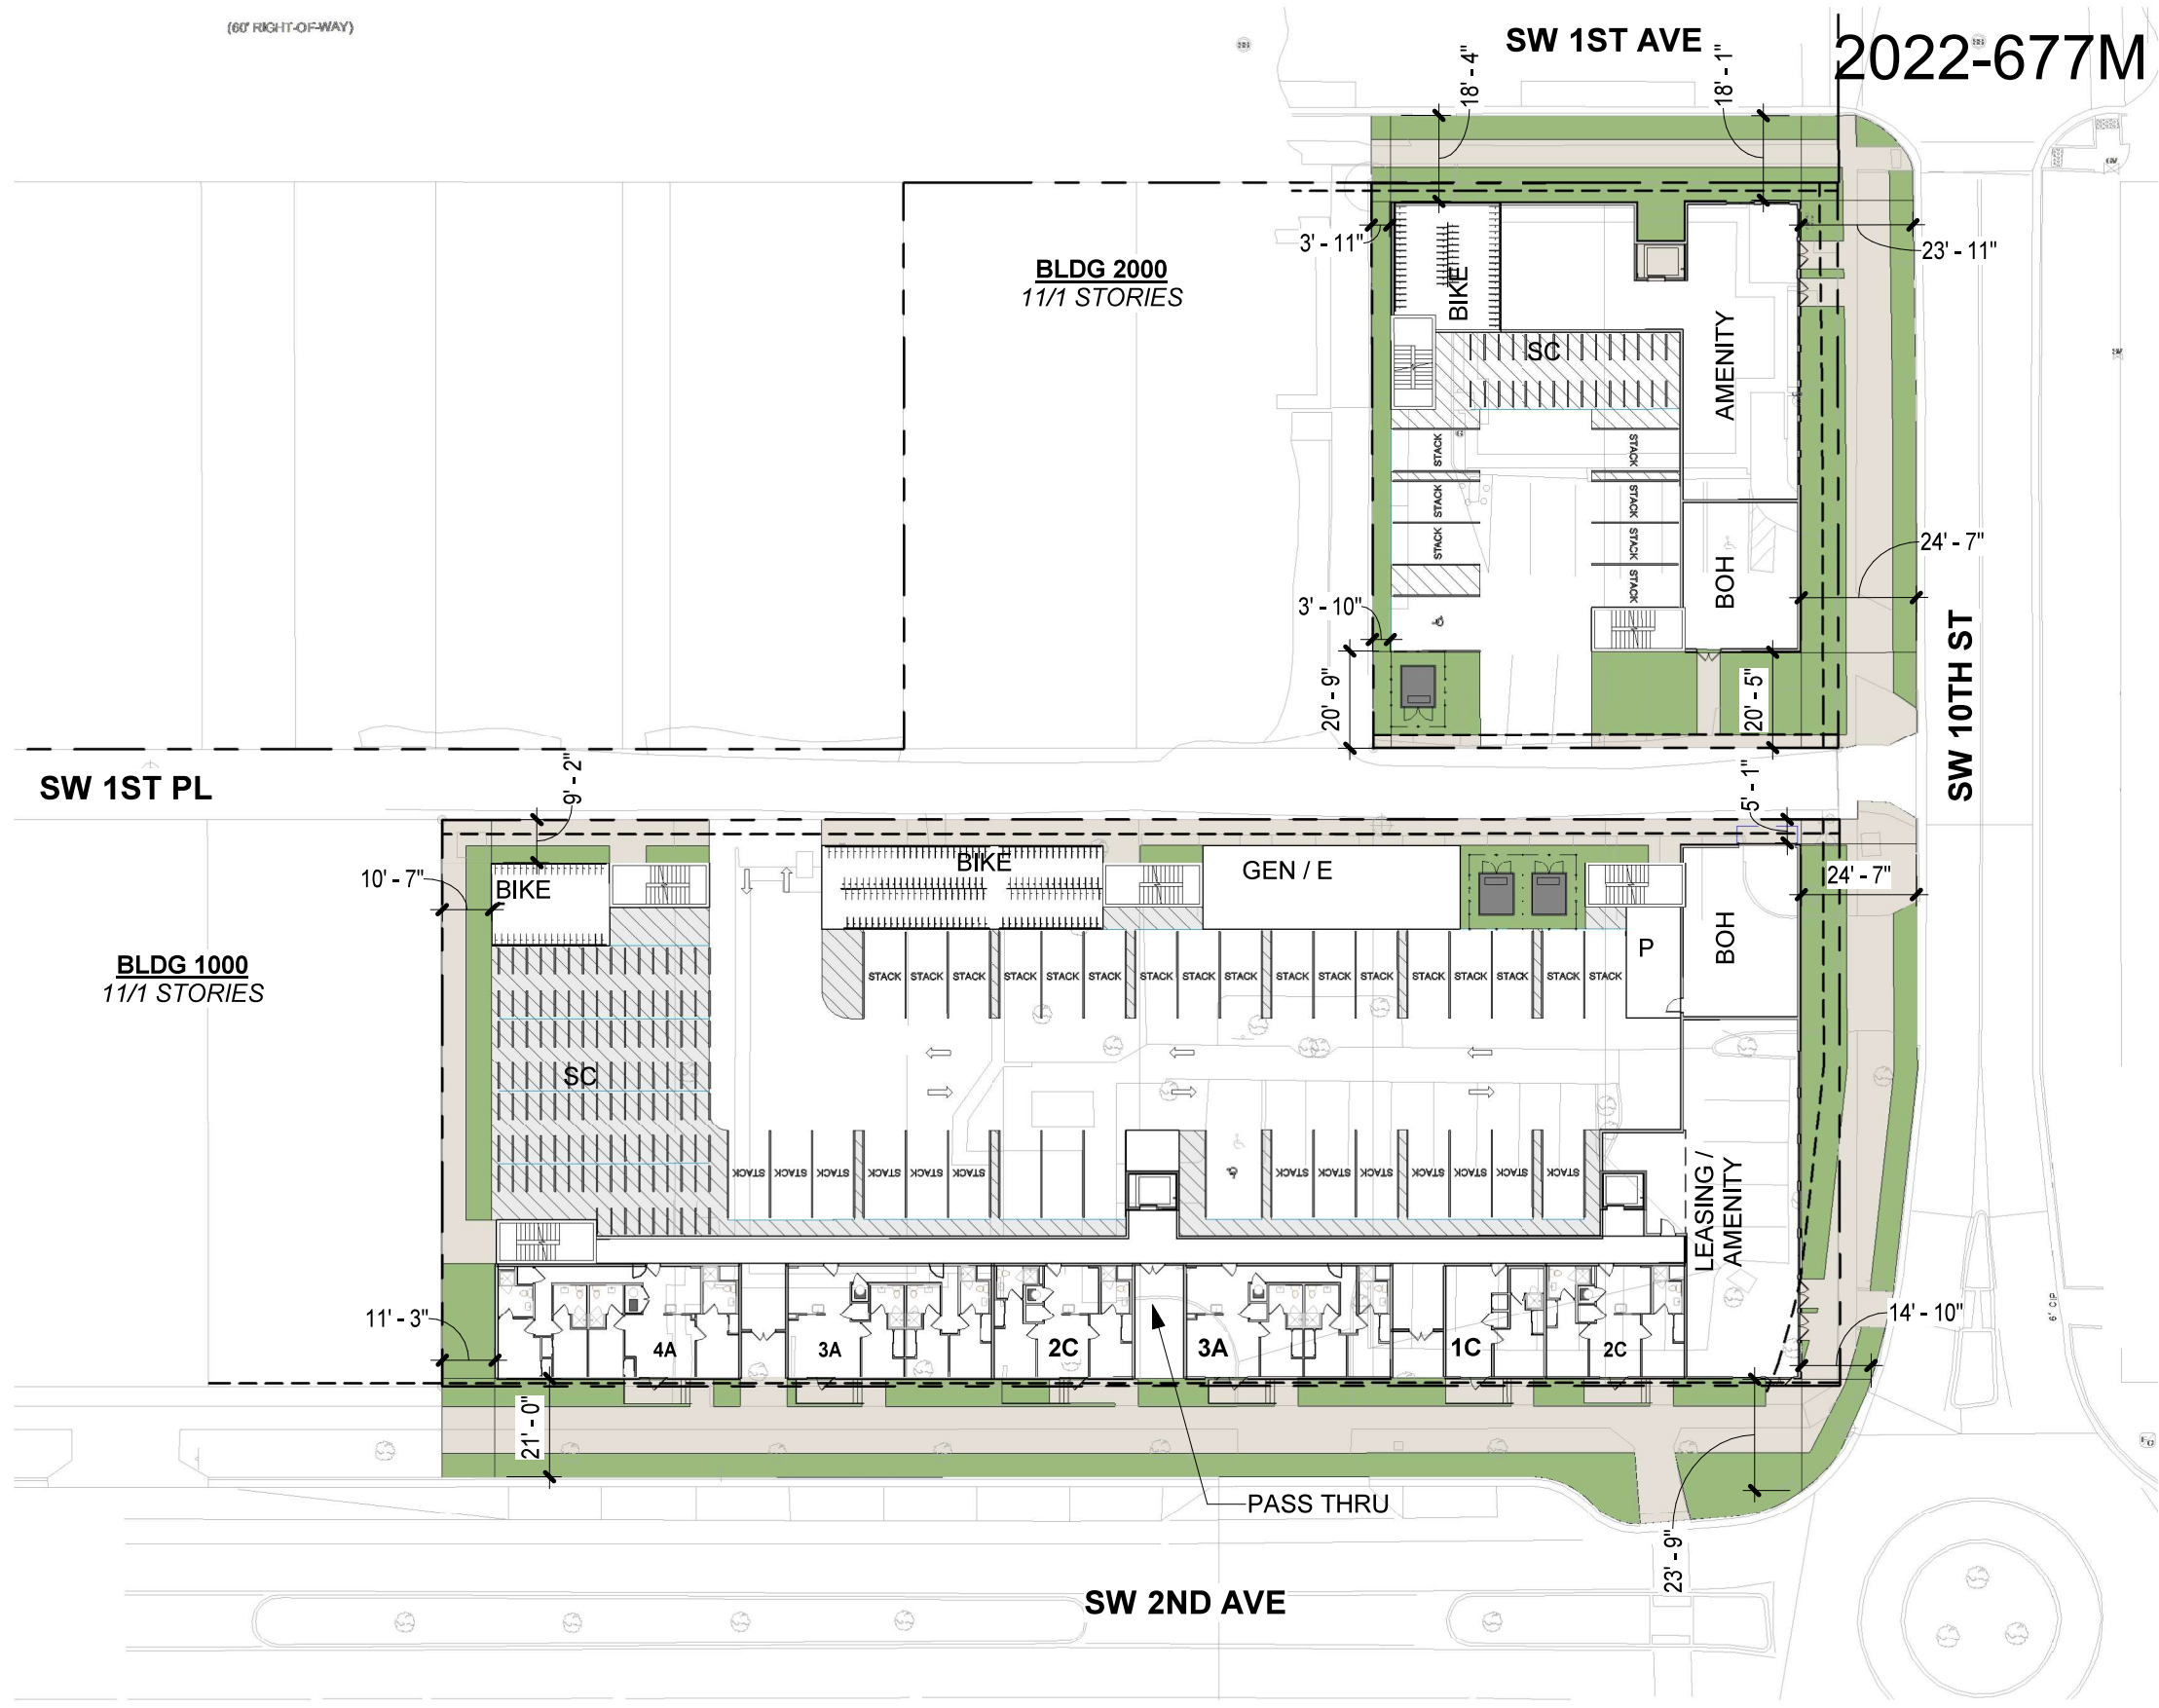 (60' RIGHT-OF-WAY)
SW 1ST AVE
2022-677M
18' - 4"
18' - 1"
3' - 11"
23' - 11"
BLDG 2000
11/1 STORIES
BIKE
SC
AMENITY
STACK
STACK
STACK
STACK
STACK
STACK
STACK
BOH
24' - 7"
3' - 10"
20' - 9"
20' - 5"
SW 10TH ST
SW 1ST PL
9' - 2"
5' - 1"
10' - 7"
BIKE
BIKE
GEN / E
24' - 7"
BOH
P
BLDG 1000
11/1 STORIES
STACK STACK STACK STACK STACK STACK STACK STACK STACK STACK STACK STACK STACK STACK STACK STACK STACK
SC
STACK STACK STACK STACK STACK STACK STACK STACK STACK STACK STACK STACK STACK
LEASING /
AMENITY
11' - 3"
4A
3A
2C
3A
1C
2C
14' - 10"
6' CIP
21' - 0"
PASS THRU
23' - 9"
SW 2ND AVE